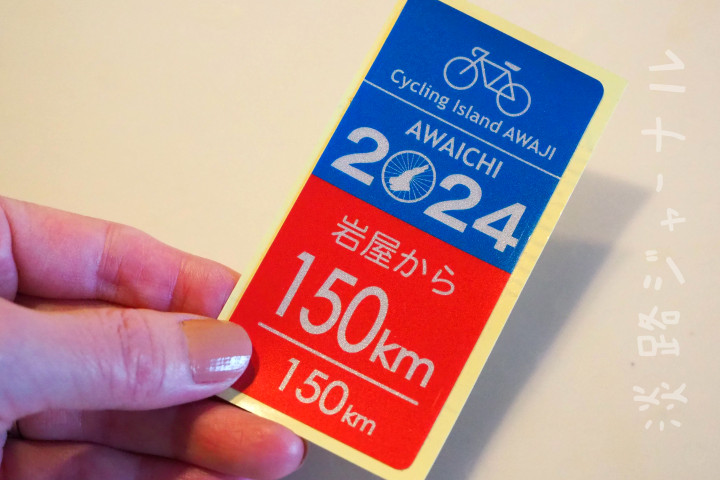 Cycling Island AWAJI
AWAICHI
2024
岩屋から
150km
150km
淡路ジャーナル